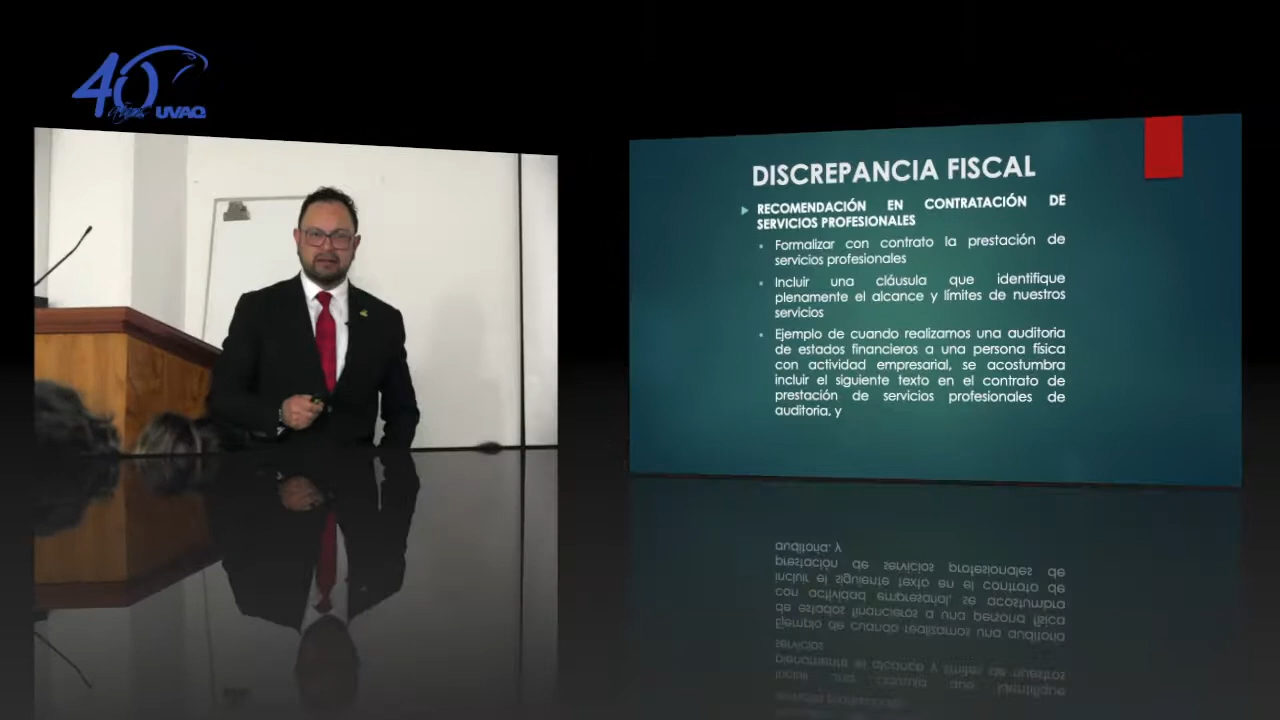 40
años UVAQ
DISCREPANCIA FISCAL
RECOMENDACIÓN EN CONTRATACIÓN DE
SERVICIOS PROFESIONALES
Formalizar con contrato la prestación de
servicios profesionales
Incluir una cláusula que identifique
plenamente el alcance y límites de nuestros
servicios
Ejemplo de cuando realizamos una auditoria
de estados financieros a una persona física
con actividad empresarial, se acostumbra
incluir el siguiente texto en el contrato de
prestación de servicios profesionales de
auditoria, y